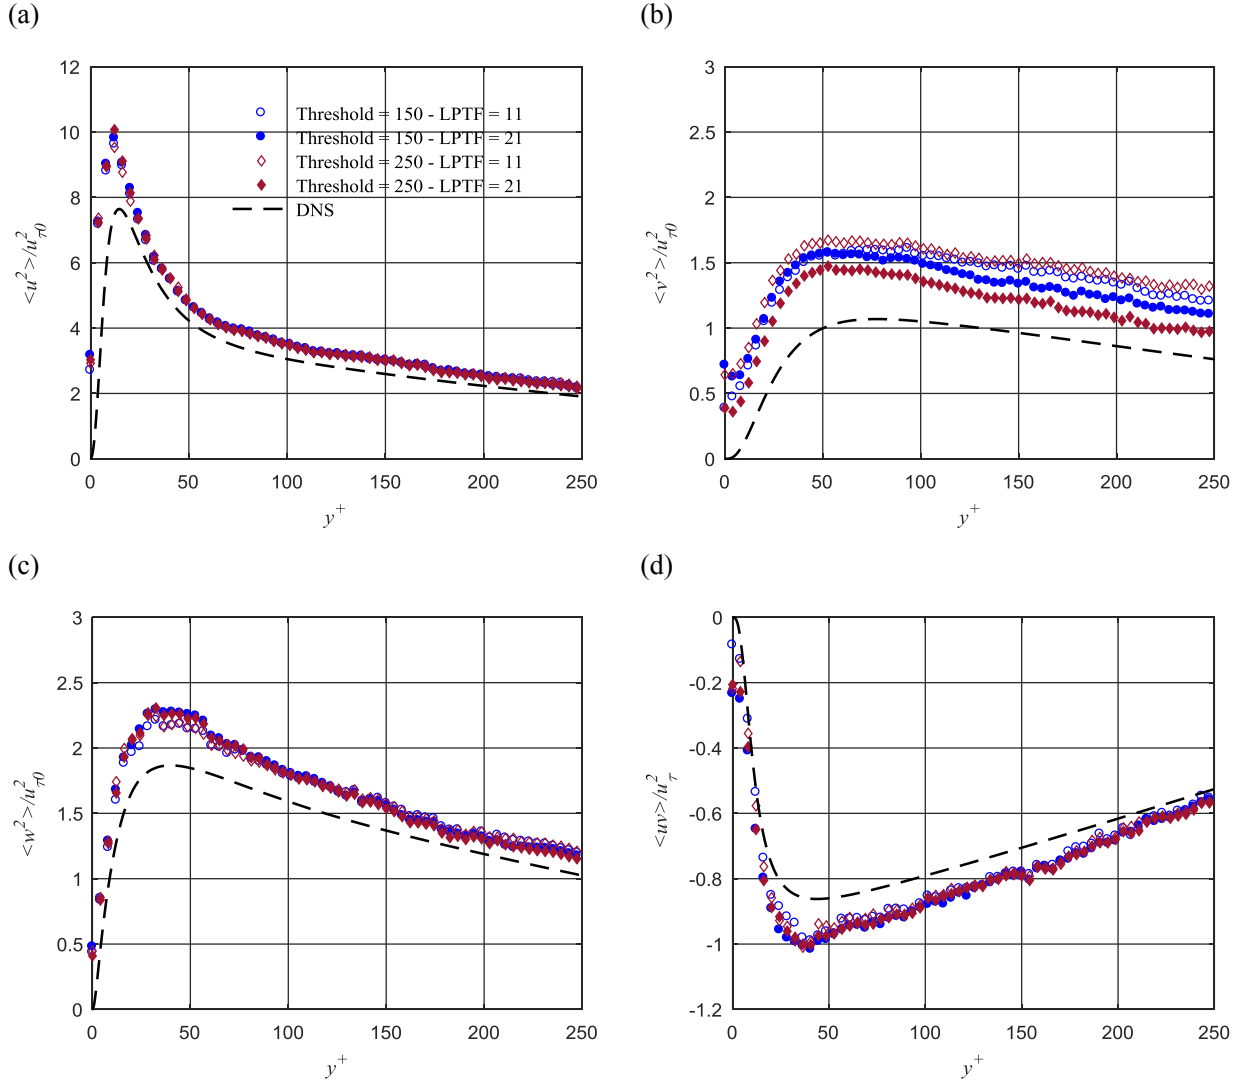 (a)
12
10
8
6
4
2
0
0 50 100 150 200 250
<u²>/u²τ0
y⁺
Threshold = 150 - LPTF = 11
Threshold = 150 - LPTF = 21
Threshold = 250 - LPTF = 11
Threshold = 250 - LPTF = 21
DNS
(b)
3
2.5
2
1.5
1
0.5
0
0 50 100 150 200 250
<v²>/u²τ0
y⁺
(c)
3
2.5
2
1.5
1
0.5
0
0 50 100 150 200 250
<w²>/u²τ0
y⁺
(d)
0
-0.2
-0.4
-0.6
-0.8
-1
-1.2
0 50 100 150 200 250
<uv>/u²τ
y⁺